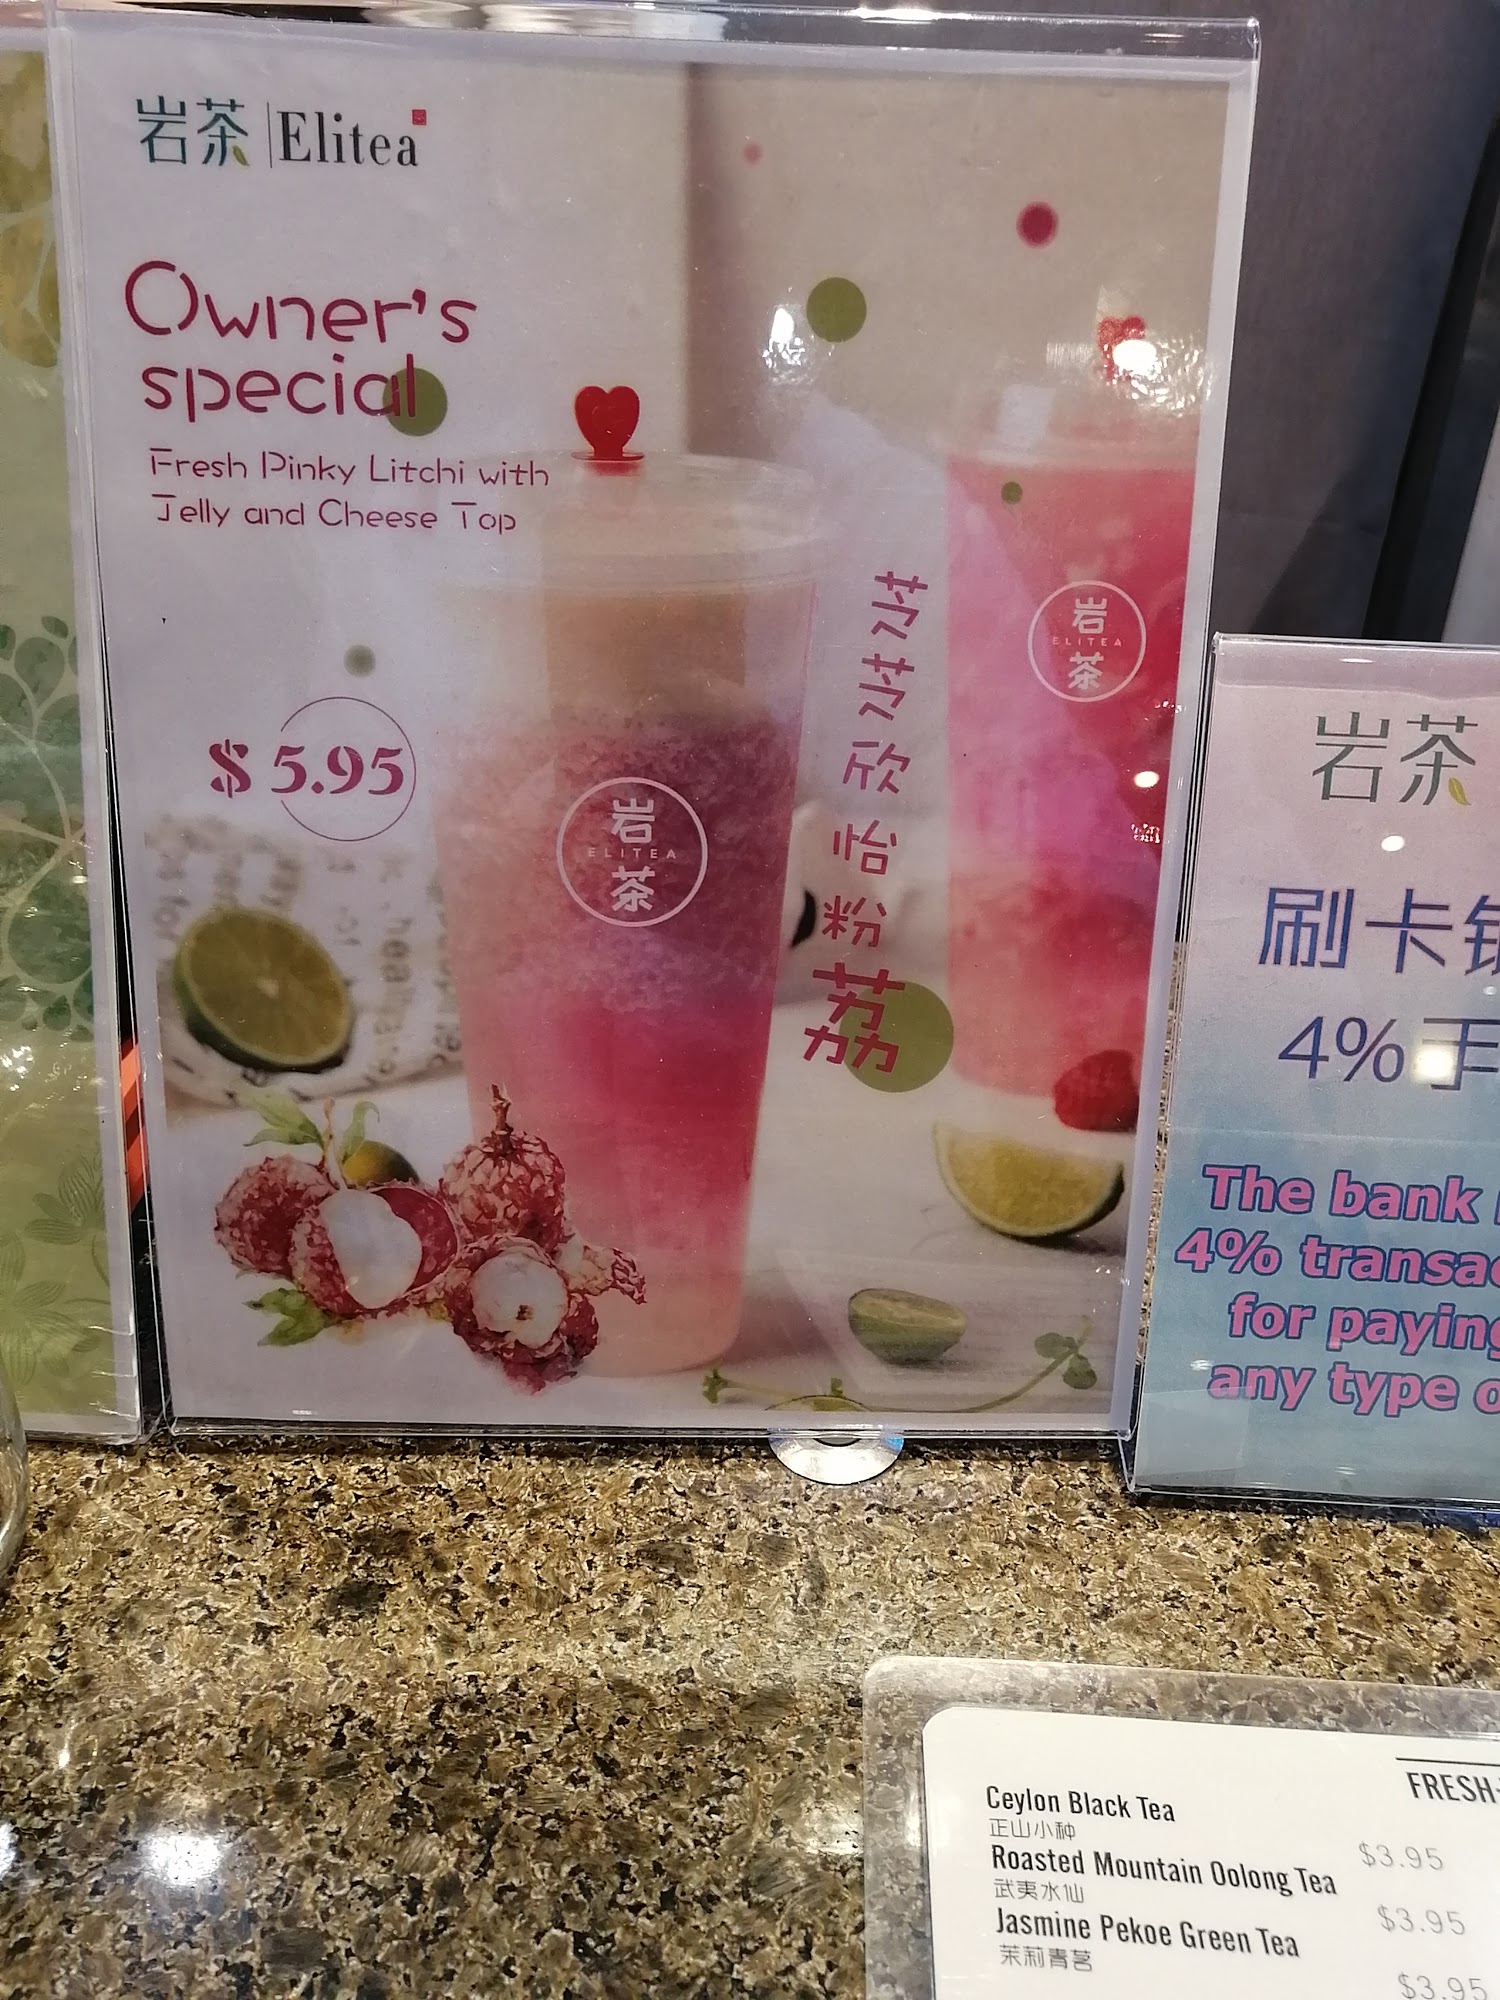 岩茶 Elitea
Owner's
special
Fresh Pinky Litchi with
Jelly and Cheese Top
$ 5.95
芝芝欣怡粉荔
岩
ELITEA
茶
岩
ELITEA
茶
岩茶
刷卡
4%手
The bank
4% transac
for paying
any type o
FRESH
Ceylon Black Tea
正山小种
$3.95
Roasted Mountain Oolong Tea
武夷水仙
$3.95
Jasmine Pekoe Green Tea
茉莉青茗
$3.95